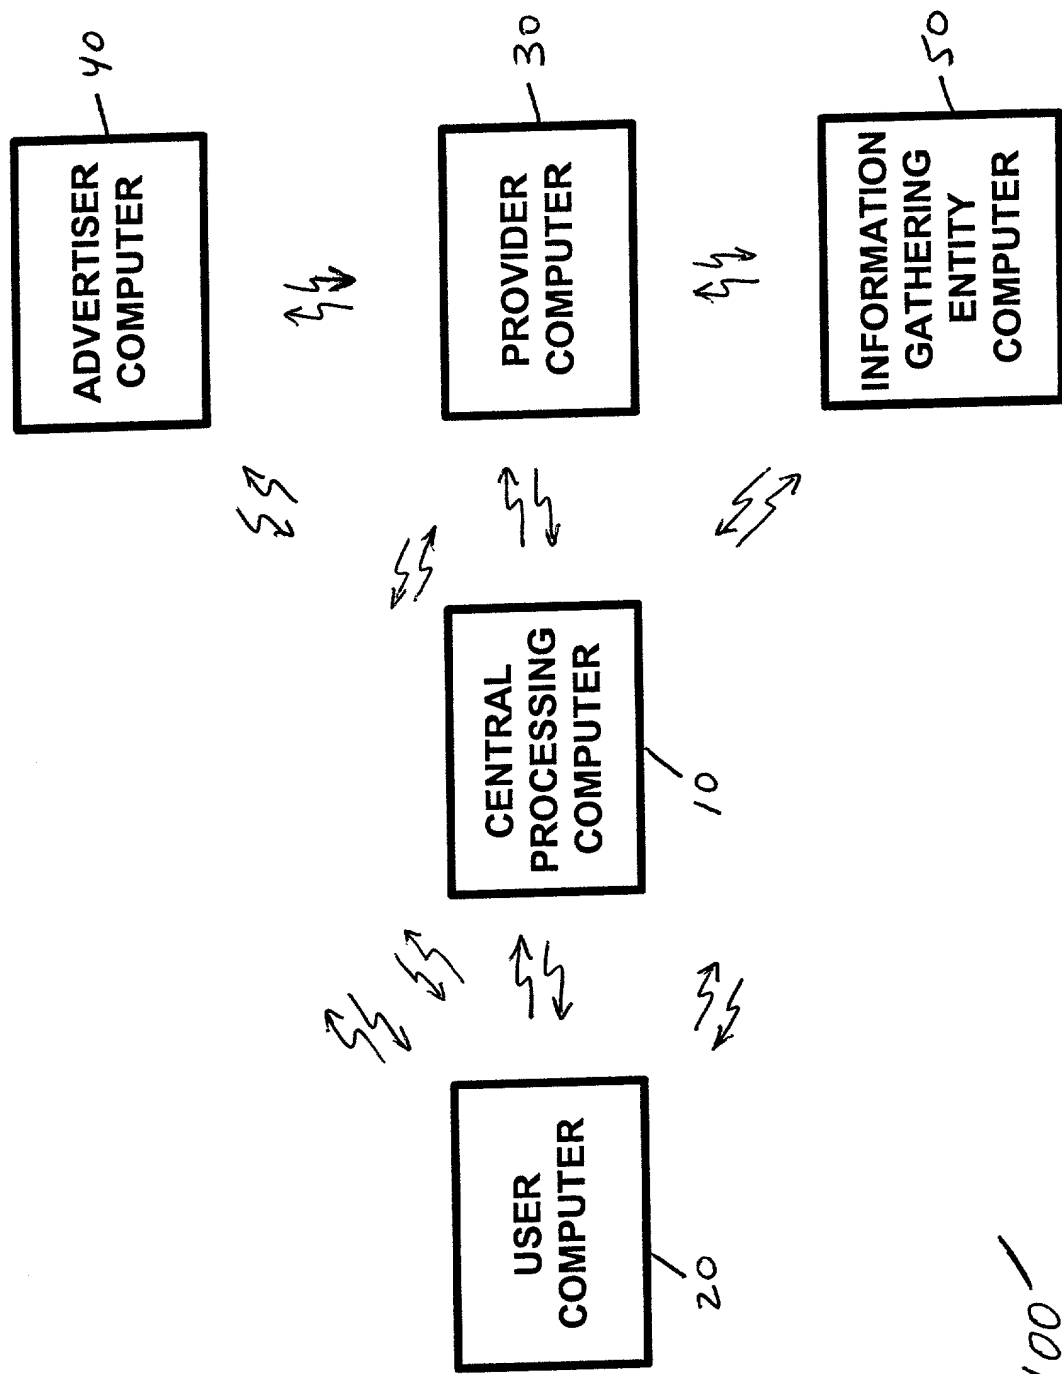 USER
COMPUTER
20
CENTRAL
PROCESSING
COMPUTER
10
ADVERTISER
COMPUTER
40
PROVIDER
COMPUTER
30
INFORMATION
GATHERING
ENTITY
COMPUTER
50
100